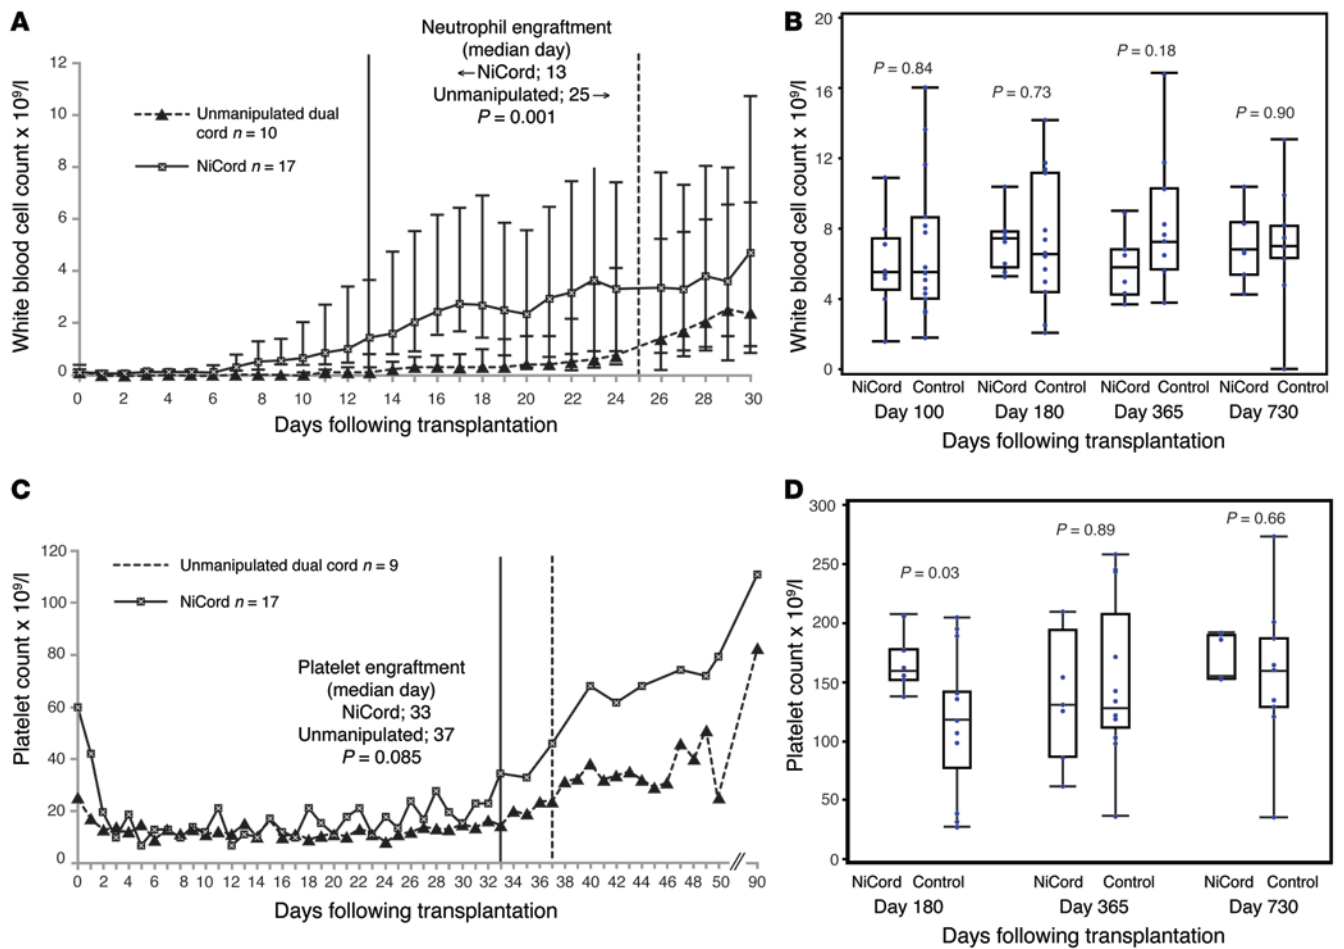 A
Neutrophil engraftment
(median day)
←NiCord; 13
Unmanipulated; 25→
P = 0.001
Unmanipulated dual
cord n = 10
NiCord n = 17
White blood cell count x 10⁹/l
12
10
8
6
4
2
0
0 2 4 6 8 10 12 14 16 18 20 22 24 26 28 30
Days following transplantation
B
White blood cell count x 10⁹/l
20
16
12
8
4
0
P = 0.84
P = 0.73
P = 0.18
P = 0.90
NiCord Control NiCord Control NiCord Control NiCord Control
Day 100 Day 180 Day 365 Day 730
Days following transplantation
C
Unmanipulated dual cord n = 9
NiCord n = 17
Platelet engraftment
(median day)
NiCord; 33
Unmanipulated; 37
P = 0.085
Platelet count x 10⁹/l
120
100
80
60
40
20
0
0 2 4 6 8 10 12 14 16 18 20 22 24 26 28 30 32 34 36 38 40 42 44 46 48 50 90
Days following transplantation
D
Platelet count x 10⁹/l
300
250
200
150
100
50
0
P = 0.03
P = 0.89
P = 0.66
NiCord Control NiCord Control NiCord Control
Day 180 Day 365 Day 730
Days following transplantation